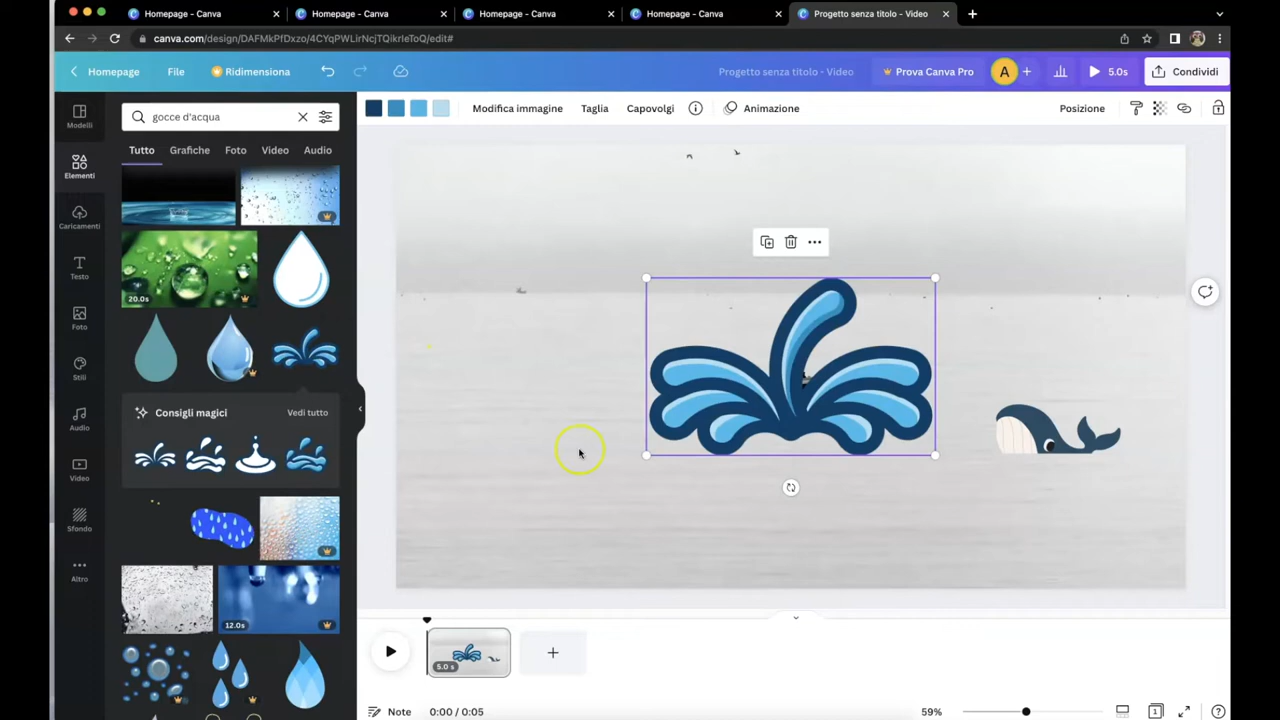 Homepage - Canva
Homepage - Canva
Homepage - Canva
Homepage - Canva
Progetto senza titolo - Video
canva.com/design/DAFMkPfDxzo/4CYqPWLirNcjTQikrIeToQ/edit#
Homepage
File
Ridimensiona
Progetto senza titolo - Video
Prova Canva Pro
A
5.0s
Condividi
Modelli
gocce d'acqua
Modifica immagine
Taglia
Capovolgi
Animazione
Posizione
Tutto
Grafiche
Foto
Video
Audio
Elementi
Caricamenti
Testo
20.0s
Foto
Stili
Consigli magici
Vedi tutto
Audio
Video
Sfondo
Altro
12.0s
5.0 s
Note
0:00 / 0:05
59%
1